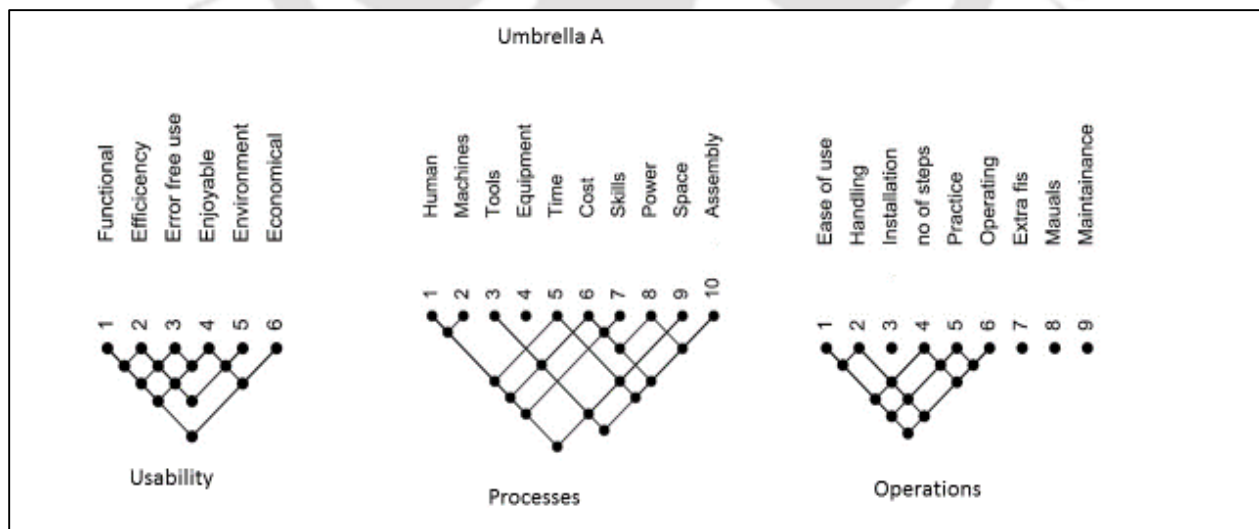 Umbrella A
Functional
Efficicency
Error free use
Enjoyable
Environment
Economical
1 2 3 4 5 6
Usability
Human
Machines
Tools
Equipment
Time
Cost
Skills
Power
Space
Assembly
1 2 3 4 5 6 7 8 9 10
Processes
Ease of use
Handling
Installation
no of steps
Practice
Operating
Extra fis
Mauals
Maintainance
1 2 3 4 5 6 7 8 9
Operations